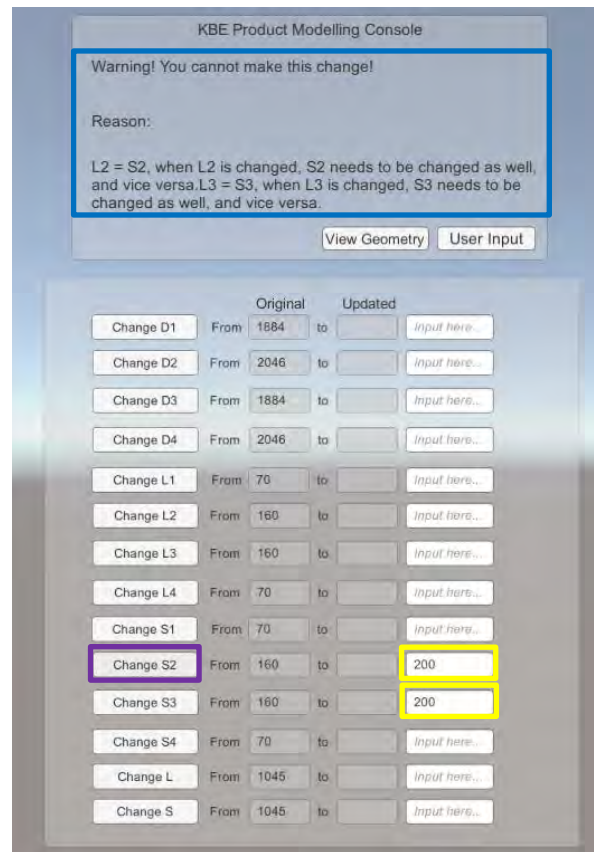 KBE Product Modelling Console
Warning! You cannot make this change!
Reason:
L2 = S2, when L2 is changed, S2 needs to be changed as well,
and vice versa.L3 = S3, when L3 is changed, S3 needs to be
changed as well, and vice versa.
View Geometry User Input
Original Updated
Change D1 From 1884 to Input here...
Change D2 From 2046 to Input here...
Change D3 From 1884 to Input here...
Change D4 From 2046 to Input here...
Change L1 From 70 to Input here...
Change L2 From 160 to Input here...
Change L3 From 160 to Input here...
Change L4 From 70 to Input here...
Change S1 From 70 to Input here...
Change S2 From 160 to 200
Change S3 From 160 to 200
Change S4 From 70 to Input here...
Change L From 1045 to Input here...
Change S From 1045 to Input here...